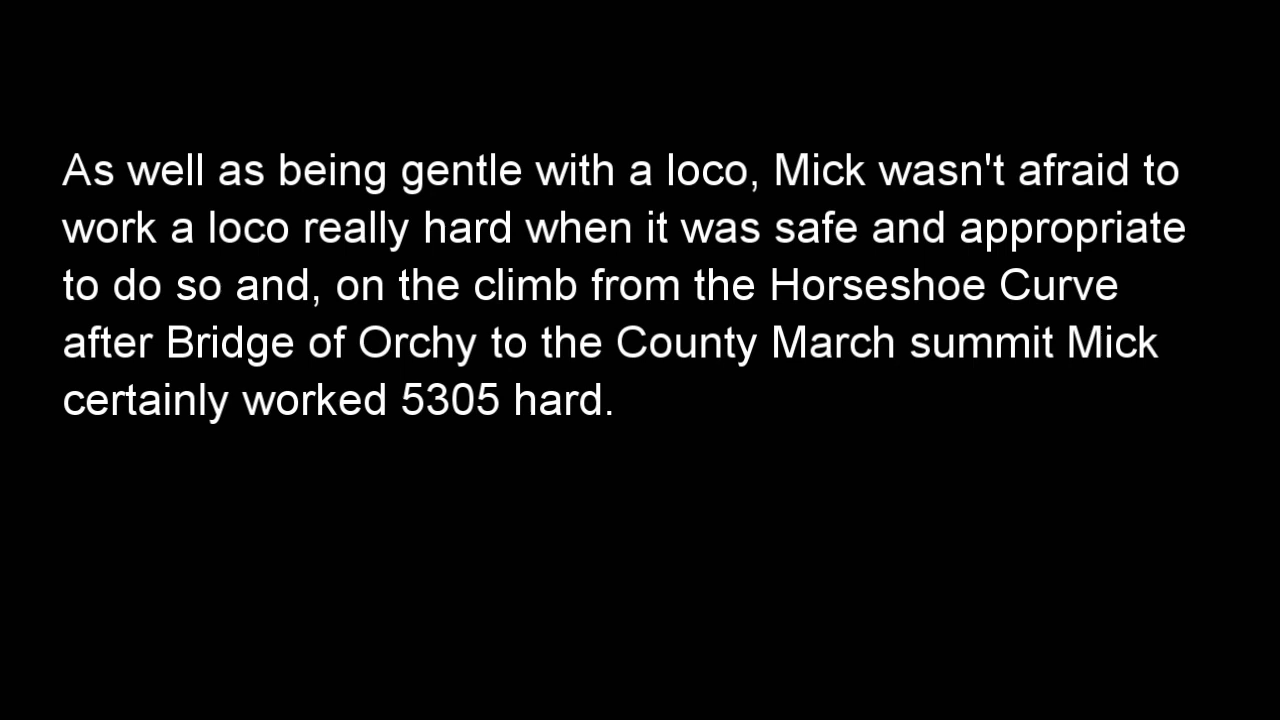 As well as being gentle with a loco, Mick wasn't afraid to
work a loco really hard when it was safe and appropriate
to do so and, on the climb from the Horseshoe Curve
after Bridge of Orchy to the County March summit Mick
certainly worked 5305 hard.